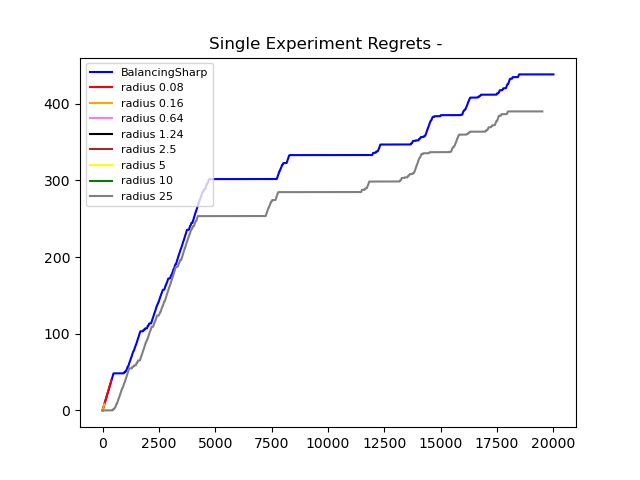 Single Experiment Regrets -
BalancingSharp
radius 0.08
radius 0.16
radius 0.64
radius 1.24
radius 2.5
radius 5
radius 10
radius 25
400
300
200
100
0
0 2500 5000 7500 10000 12500 15000 17500 20000